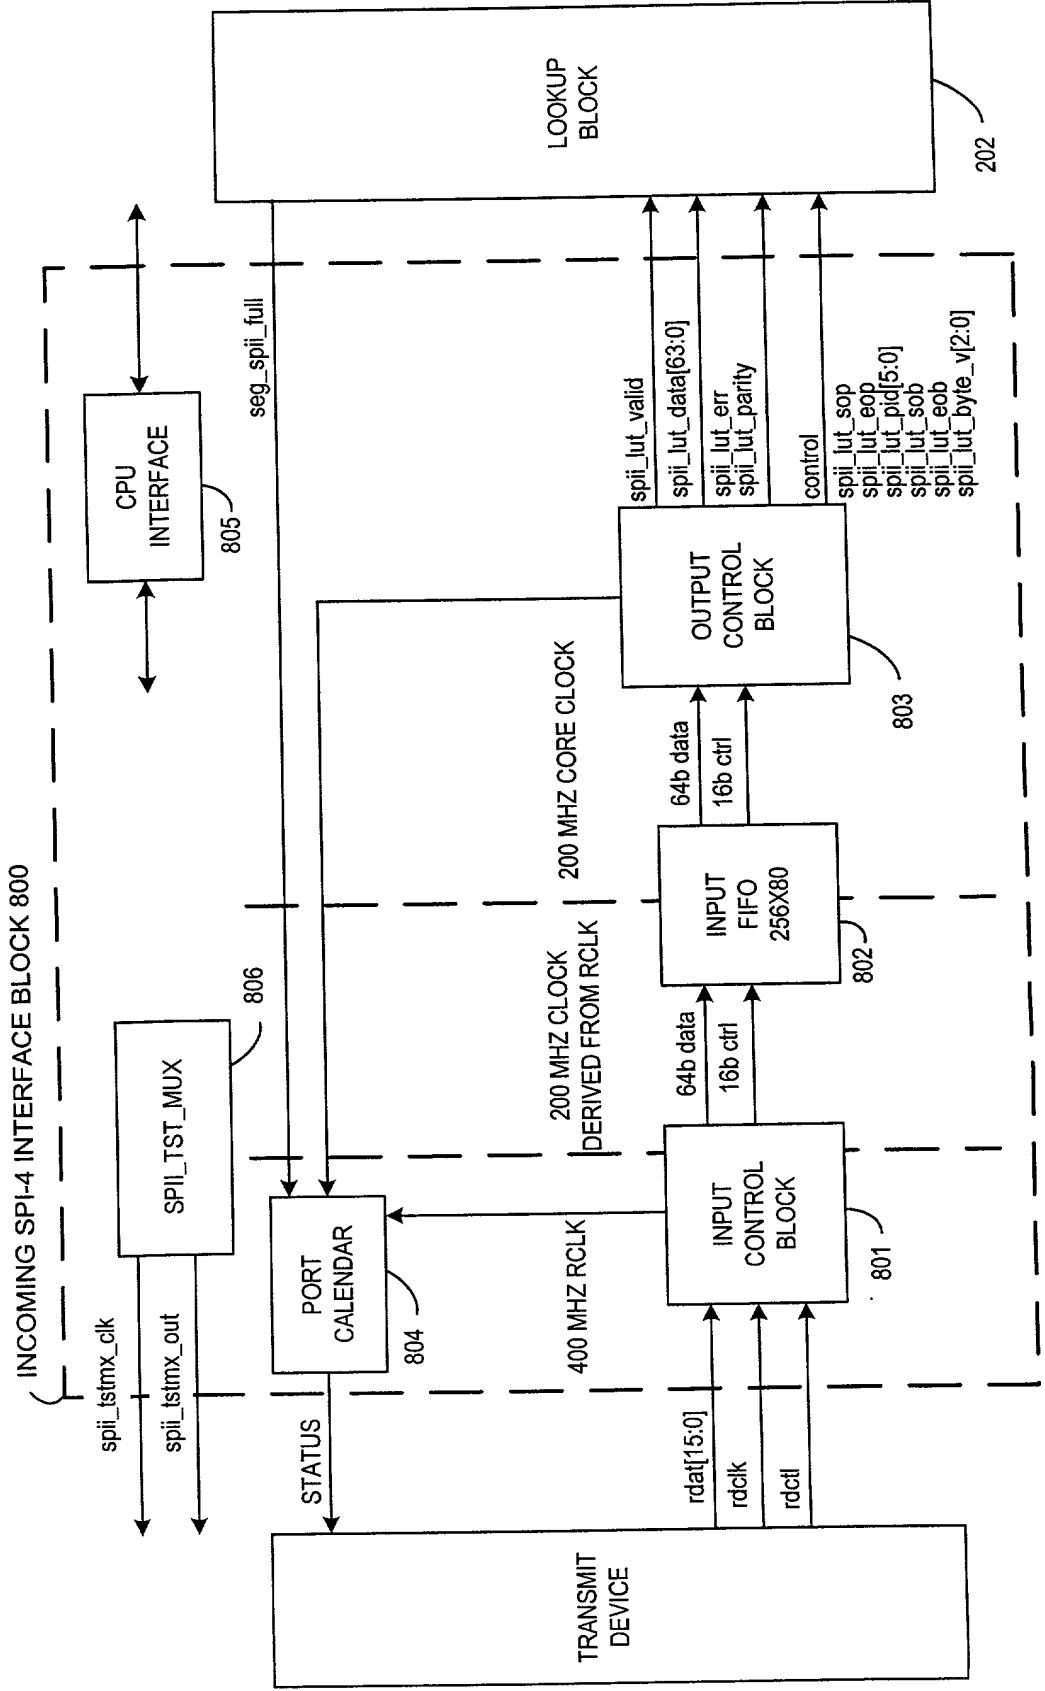 INCOMING SPI-4 INTERFACE BLOCK 800
spii_tstmx_clk
spii_tstmx_out
SPII_TST_MUX
806
CPU
INTERFACE
805
seg_spii_full
STATUS
PORT
CALENDAR
804
400 MHZ RCLK
200 MHZ CLOCK
DERIVED FROM RCLK
200 MHZ CORE CLOCK
TRANSMIT
DEVICE
rdat[15:0]
rdclk
rdctl
INPUT
CONTROL
BLOCK
801
64b data
16b ctrl
INPUT
FIFO
256X80
802
64b data
16b ctrl
OUTPUT
CONTROL
BLOCK
803
spii_lut_valid
spii_lut_data[63:0]
spii_lut_err
spii_lut_parity
control
spii_lut_sop
spii_lut_eop
spii_lut_pid[5:0]
spii_lut_sob
spii_lut_eob
spii_lut_byte_v[2:0]
LOOKUP
BLOCK
202